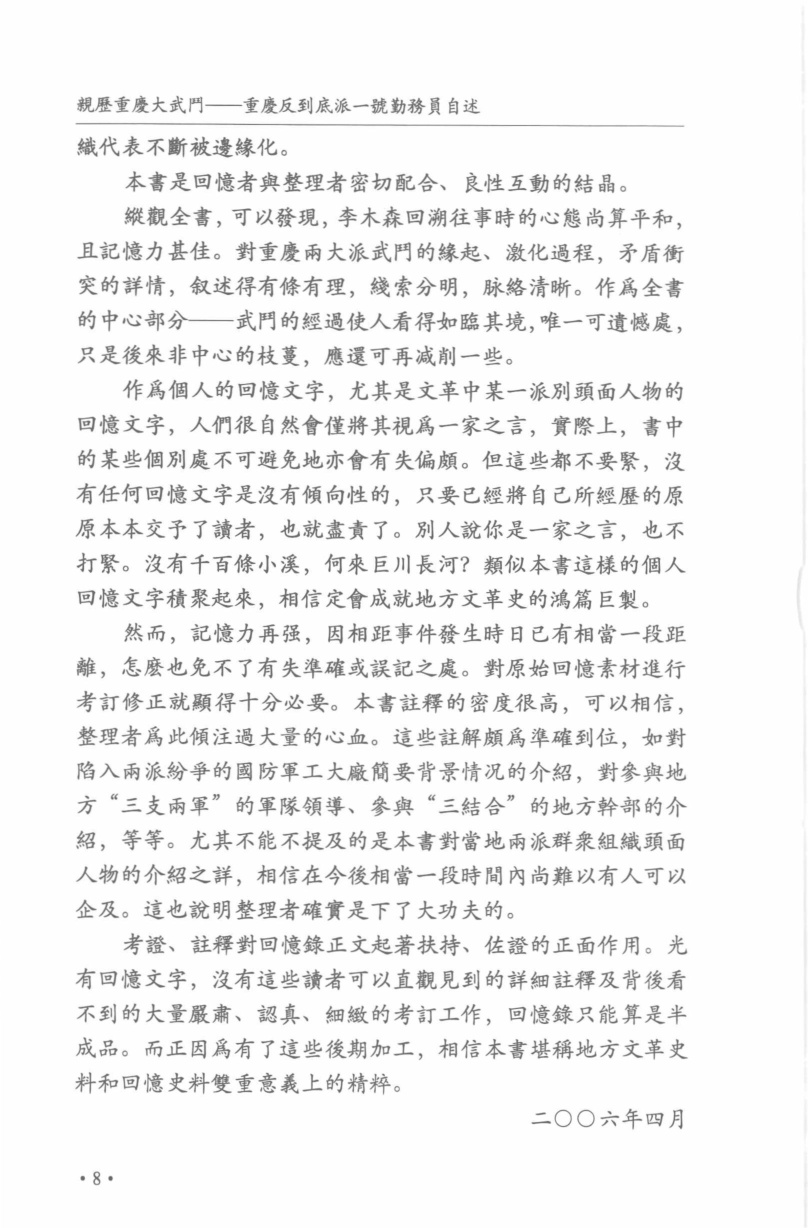 親歷重慶大武鬥——重慶反到底派一號勤務員自述
織代表不斷被邊緣化。
本書是回憶者與整理者密切配合、良性互動的結晶。
縱觀全書，可以發現，李木森回溯往事時的心態尚算平和，
且記憶力甚佳。對重慶兩大派武鬥的緣起、激化過程，矛盾衝
突的詳情，叙述得有條有理，綫索分明，脉絡清晰。作爲全書
的中心部分——武鬥的經過使人看得如臨其境，唯一可遺憾處，
只是後來非中心的枝蔓，應還可再减削一些。
作爲個人的回憶文字，尤其是文革中某一派別頭面人物的
回憶文字，人們很自然會僅將其視爲一家之言，實際上，書中
的某些個別處不可避免地亦會有失偏頗。但這些都不要緊，沒
有任何回憶文字是沒有傾向性的，只要已經將自己所經歷的原
原本本交予了讀者，也就盡責了。別人說你是一家之言，也不
打緊。沒有千百條小溪，何來巨川長河？類似本書這樣的個人
回憶文字積聚起來，相信定會成就地方文革史的鴻篇巨製。
然而，記憶力再强，因相距事件發生時日已有相當一段距
離，怎麽也免不了有失準確或誤記之處。對原始回憶素材進行
考訂修正就顯得十分必要。本書註釋的密度很高，可以相信，
整理者爲此傾注過大量的心血。這些註解頗爲準確到位，如對
陷入兩派紛爭的國防軍工大廠簡要背景情况的介紹，對參與地
方“三支兩軍”的軍隊領導、參與“三結合”的地方幹部的介
紹，等等。尤其不能不提及的是本書對當地兩派群衆組織頭面
人物的介紹之詳，相信在今後相當一段時間內尚難以有人可以
企及。這也說明整理者確實是下了大功夫的。
考證、註釋對回憶錄正文起著扶持、佐證的正面作用。光
有回憶文字，沒有這些讀者可以直觀見到的詳細註釋及背後看
不到的大量嚴肅、認真、細緻的考訂工作，回憶錄只能算是半
成品。而正因爲有了這些後期加工，相信本書堪稱地方文革史
料和回憶史料雙重意義上的精粹。
二〇〇六年四月
·8·